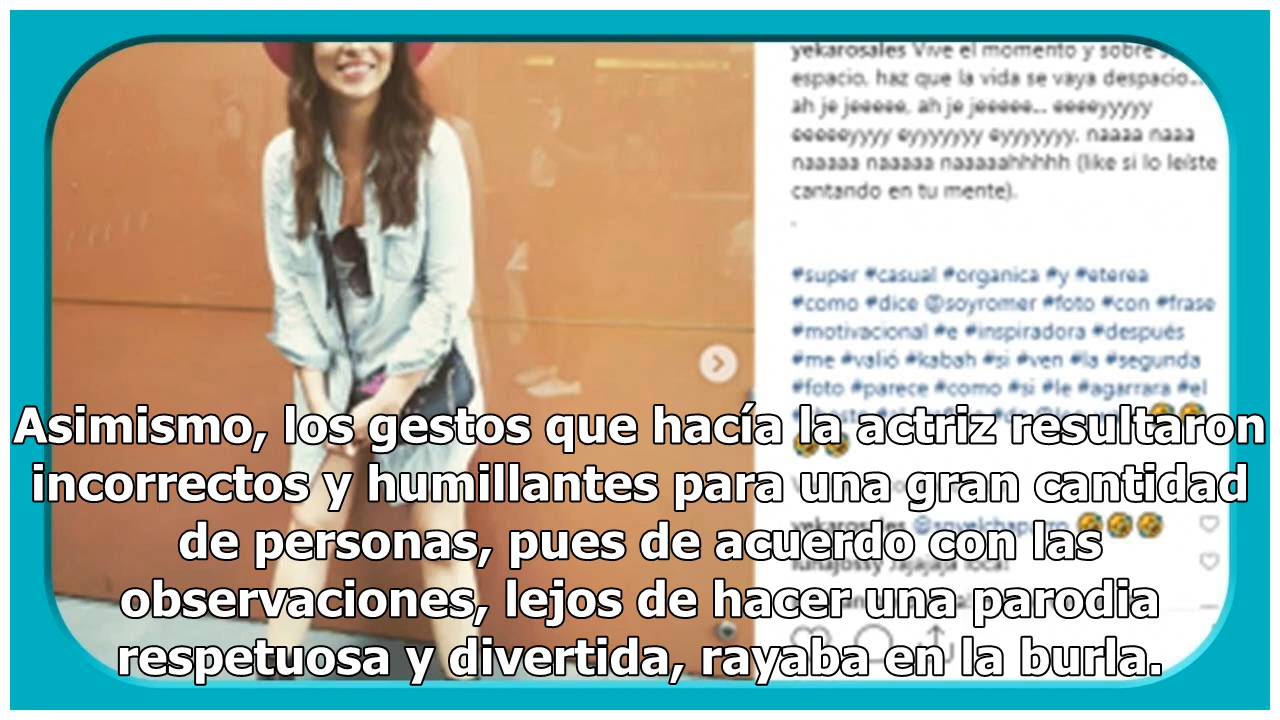 yekarosales Vive el momento y sobre
espacio, haz que la vida se vaya despacio...
ah je jeeeee, ah je jeeeee... eeeeyyyyy
eeeeeyyyy eyyyyyyy eyyyyyyy, naaaa naaa
naaaaa naaaaa naaaaahhhhh (like si lo leíste
cantando en tu mente).
.
#super #casual #organica #y #eterea
#como #dice @soyromer #foto #con #frase
#motivacional #e #inspiradora #después
#me #valió #kabah #si #ven #la #segunda
#foto #parece #como #si #le #agarrara #el
Asimismo, los gestos que hacía la actriz resultaron
incorrectos y humillantes para una gran cantidad
de personas, pues de acuerdo con las
observaciones, lejos de hacer una parodia
respetuosa y divertida, rayaba en la burla.
yekarosales